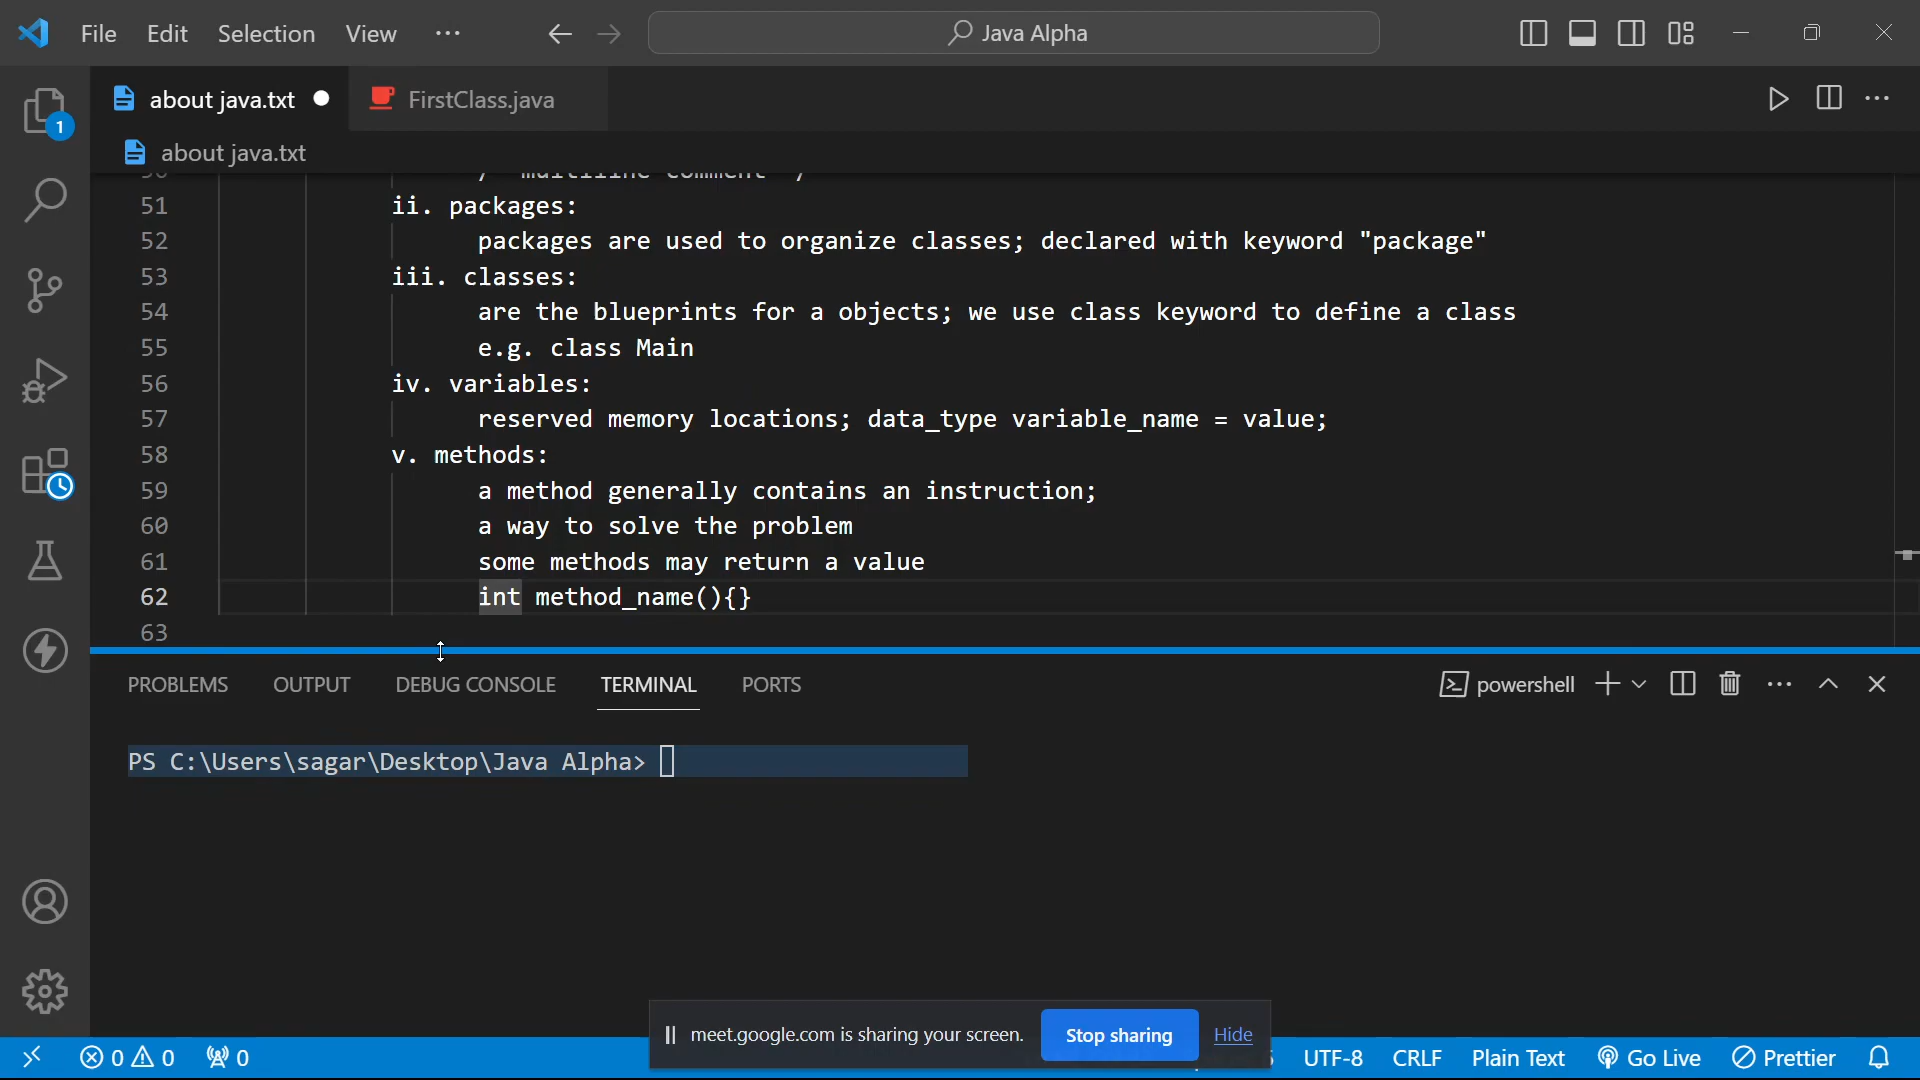 File Edit Selection View ··· Java Alpha
about java.txt FirstClass.java
about java.txt
/* multiline comment */
51 ii. packages:
52 packages are used to organize classes; declared with keyword "package"
53 iii. classes:
54 are the blueprints for a objects; we use class keyword to define a class
55 e.g. class Main
56 iv. variables:
57 reserved memory locations; data_type variable_name = value;
58 v. methods:
59 a method generally contains an instruction;
60 a way to solve the problem
61 some methods may return a value
62 int method_name(){}
63
1
PROBLEMS OUTPUT DEBUG CONSOLE TERMINAL PORTS powershell
PS C:\Users\sagar\Desktop\Java Alpha>
meet.google.com is sharing your screen. Stop sharing Hide
0 0 0 UTF-8 CRLF Plain Text Go Live Prettier